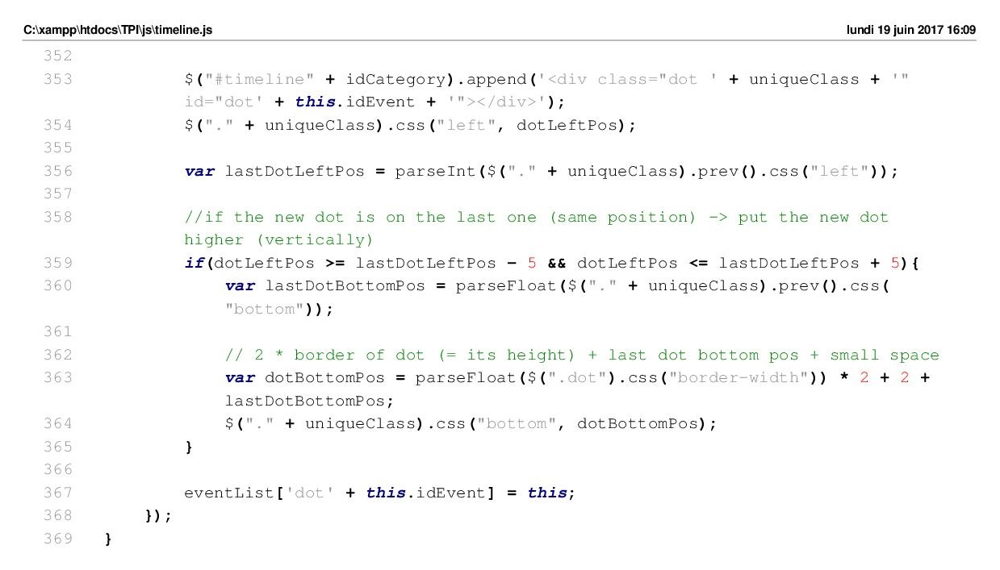 C:\xampp\htdocs\TPI\js\timeline.js lundi 19 juin 2017 16:09
352
353 $("#timeline" + idCategory).append('<div class="dot ' + uniqueClass + '"
id="dot' + this.idEvent + '"></div>');
354 $("." + uniqueClass).css("left", dotLeftPos);
355
356 var lastDotLeftPos = parseInt($("." + uniqueClass).prev().css("left"));
357
358 //if the new dot is on the last one (same position) -> put the new dot
higher (vertically)
359 if(dotLeftPos >= lastDotLeftPos - 5 && dotLeftPos <= lastDotLeftPos + 5){
360 var lastDotBottomPos = parseFloat($("." + uniqueClass).prev().css(
"bottom"));
361
362 // 2 * border of dot (= its height) + last dot bottom pos + small space
363 var dotBottomPos = parseFloat($(".dot").css("border-width")) * 2 + 2 +
lastDotBottomPos;
364 $("." + uniqueClass).css("bottom", dotBottomPos);
365 }
366
367 eventList['dot' + this.idEvent] = this;
368 });
369 }